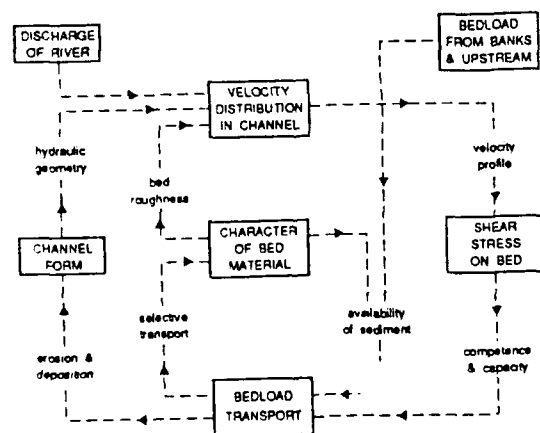 DISCHARGE
OF RIVER
BEDLOAD
FROM BANKS
& UPSTREAM
VELOCITY
DISTRIBUTION
IN CHANNEL
hydraulic
geometry
bed
roughness
velocity
profile
CHANNEL
FORM
CHARACTER
OF BED
MATERIAL
SHEAR
STRESS
ON BED
selective
transport
availability
of sediment
erosion &
deposition
competence
& capacity
BEDLOAD
TRANSPORT